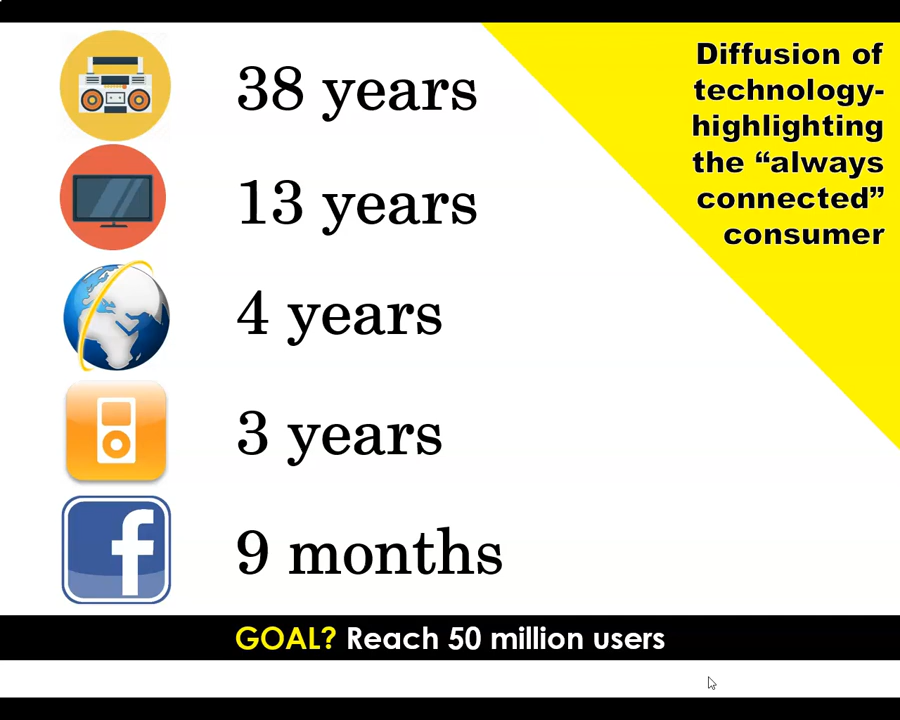 38 years
13 years
4 years
3 years
f
9 months
Diffusion of
technology-
highlighting
the “always
connected”
consumer
GOAL? Reach 50 million users